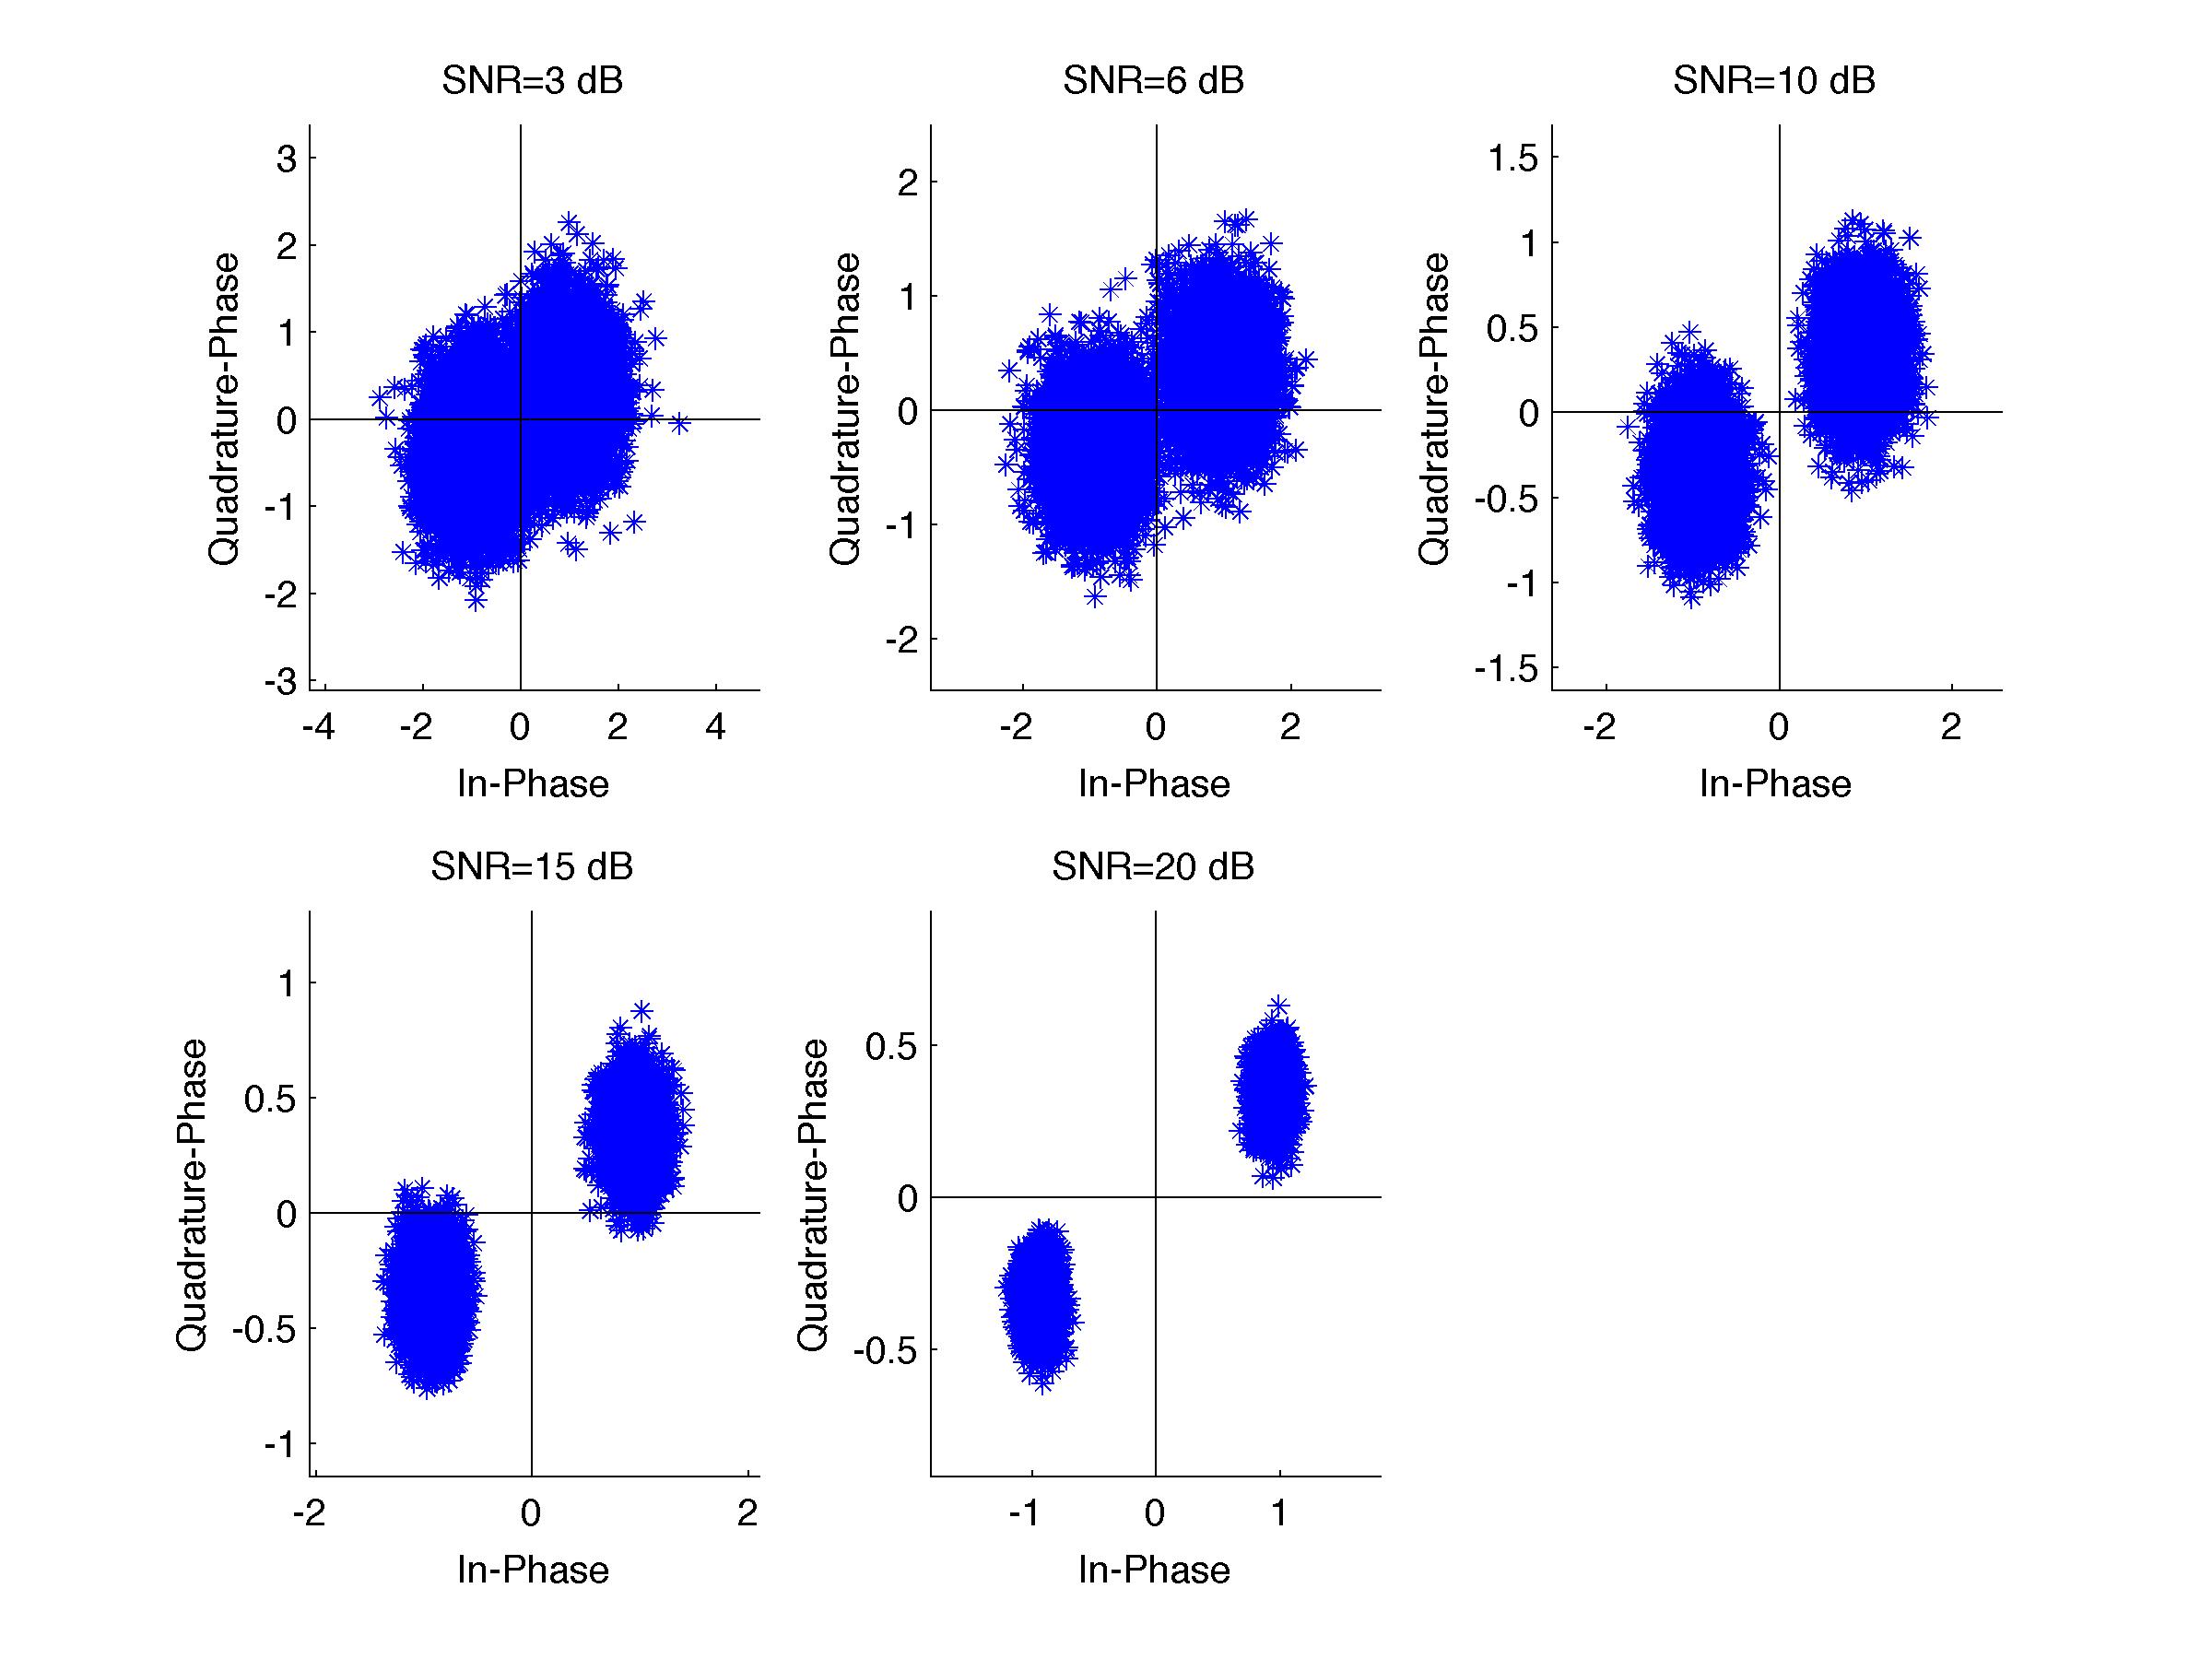 SNR=3 dB
3
2
1
0
-1
-2
-3
Quadrature-Phase
-4 -2 0 2 4
In-Phase
SNR=6 dB
2
1
0
-1
-2
Quadrature-Phase
-2 0 2
In-Phase
SNR=10 dB
1.5
1
0.5
0
-0.5
-1
-1.5
Quadrature-Phase
-2 0 2
In-Phase
SNR=15 dB
1
0.5
0
-0.5
-1
Quadrature-Phase
-2 0 2
In-Phase
SNR=20 dB
0.5
0
-0.5
Quadrature-Phase
-1 0 1
In-Phase